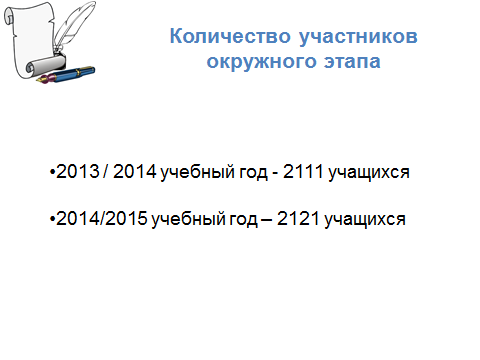 Количество участников
окружного этапа
•2013 / 2014 учебный год - 2111 учащихся
•2014/2015 учебный год – 2121 учащихся